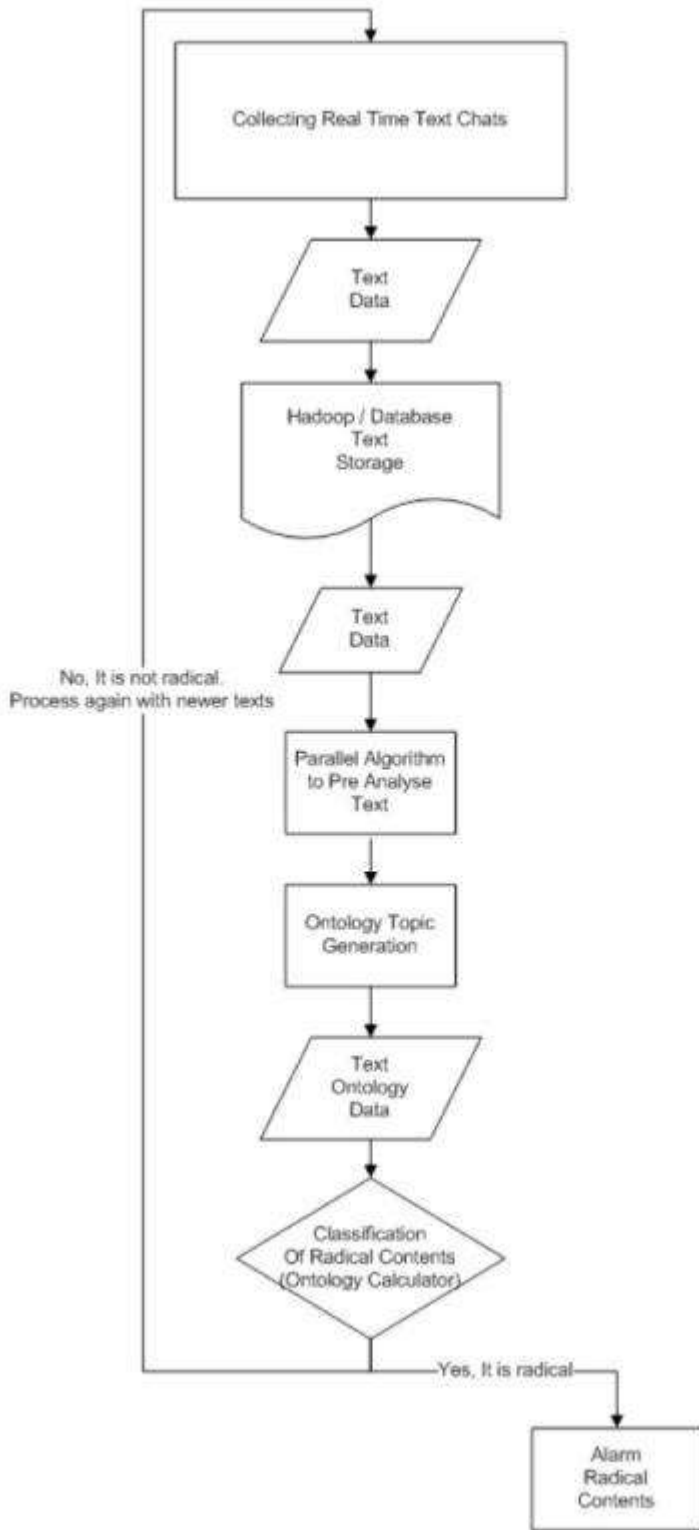 Collecting Real Time Text Chats
Text
Data
Hadoop / Database
Text
Storage
Text
Data
No, It is not radical.
Process again with newer texts
Parallel Algorithm
to Pre Analyse
Text
Ontology Topic
Generation
Text
Ontology
Data
Classification
Of Radical Contents
(Ontology Calculator)
Yes, It is radical
Alarm
Radical
Contents